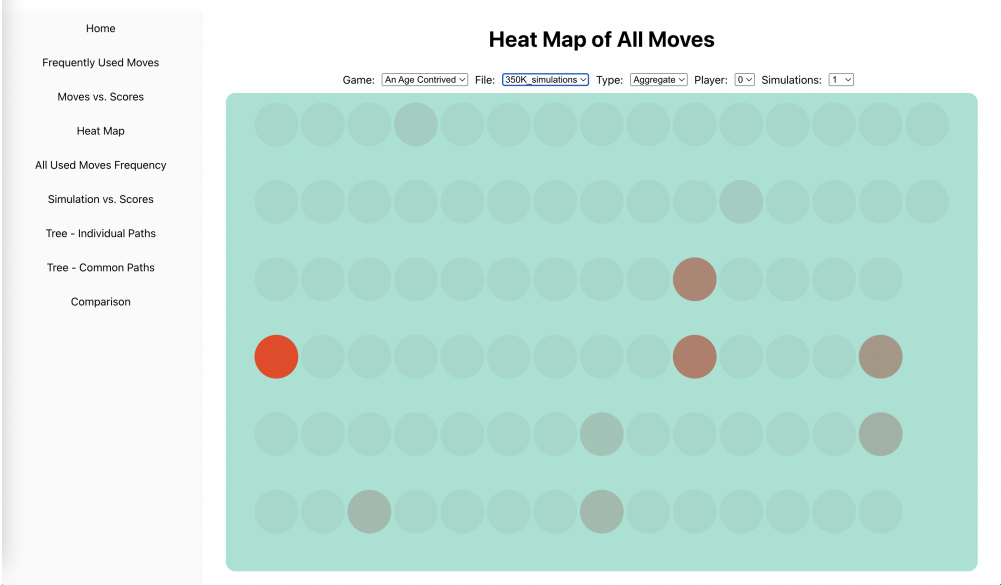 Home
Frequently Used Moves
Moves vs. Scores
Heat Map
All Used Moves Frequency
Simulation vs. Scores
Tree - Individual Paths
Tree - Common Paths
Comparison
Heat Map of All Moves
Game: An Age Contrived File: 350K_simulations Type: Aggregate Player: 0 Simulations: 1